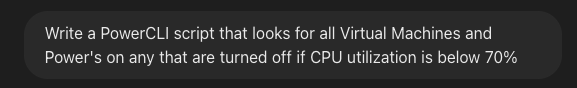 Write a PowerCLI script that looks for all Virtual Machines and
Power's on any that are turned off if CPU utilization is below 70%